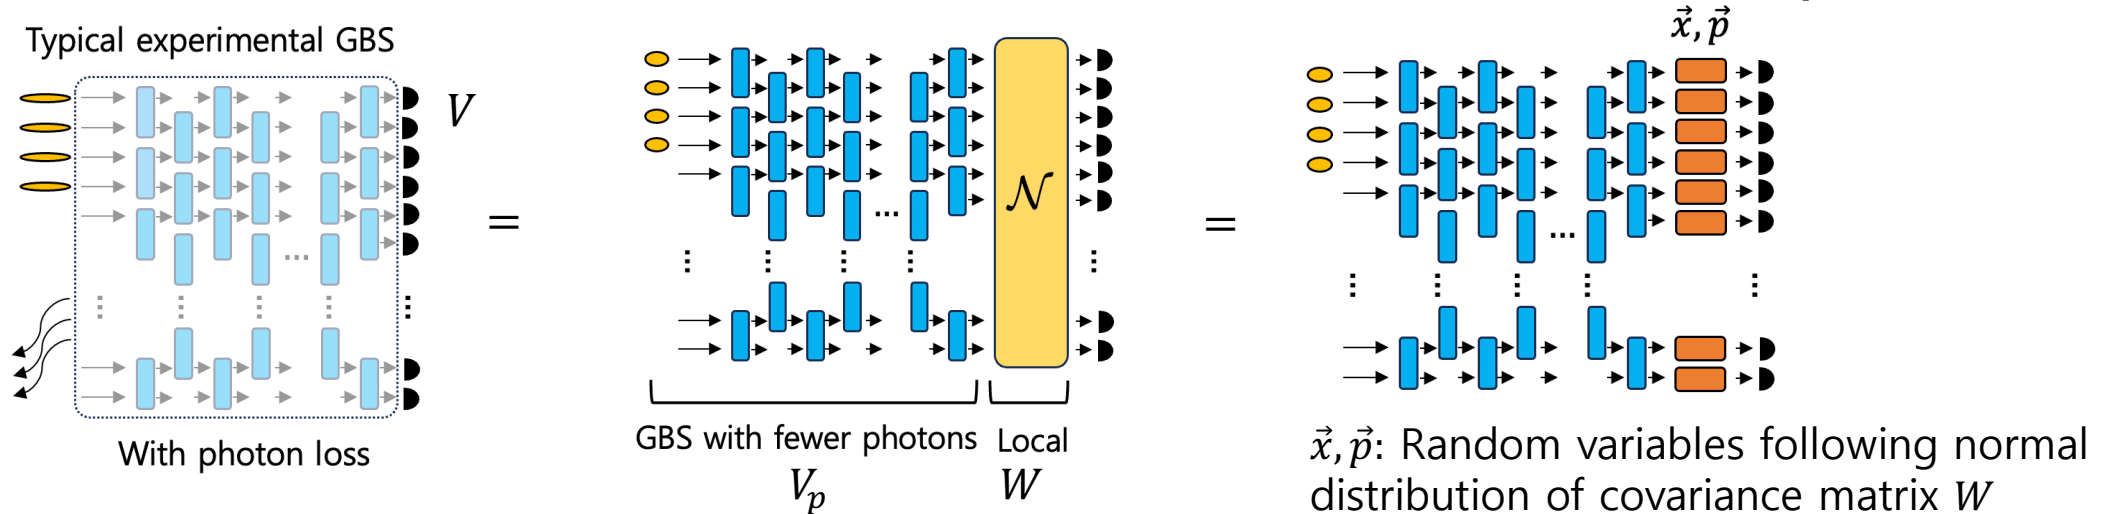 Typical experimental GBS
V
With photon loss
=
...
𝒩
GBS with fewer photons
V_p
Local
W
=
x⃗, p⃗
...
x⃗, p⃗: Random variables following normal
distribution of covariance matrix W